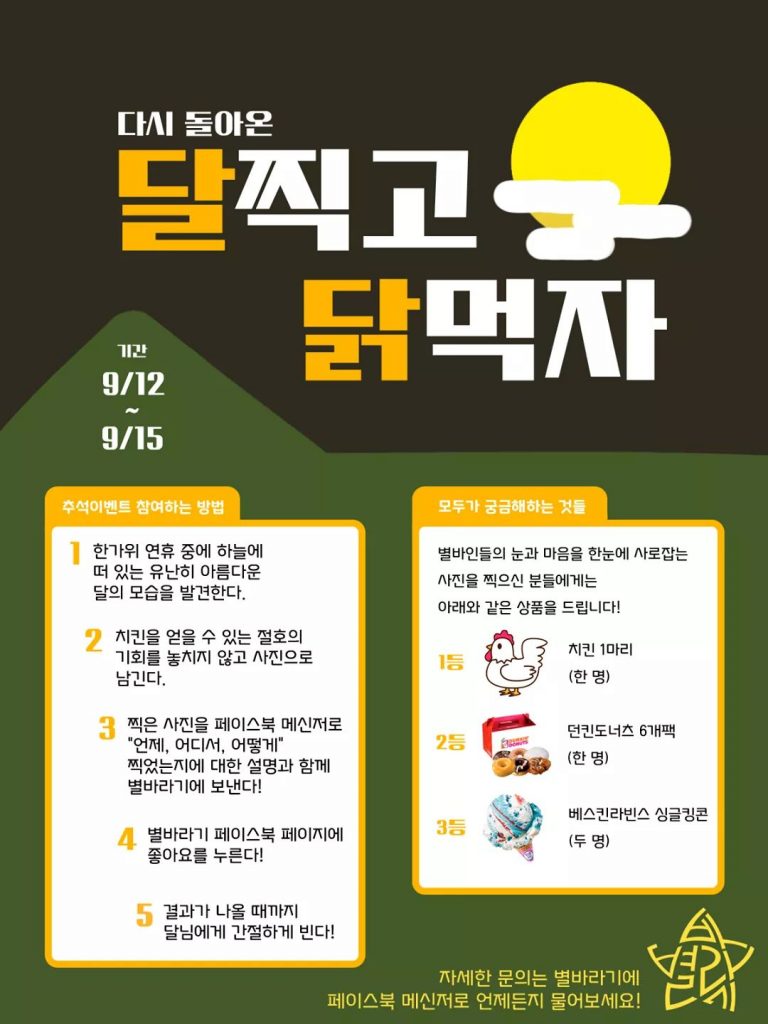 다시 돌아온
달찍고
닭먹자
기간
9/12
~
9/15
추석이벤트 참여하는 방법
1 한가위 연휴 중에 하늘에
떠 있는 유난히 아름다운
달의 모습을 발견한다.
2 치킨을 얻을 수 있는 절호의
기회를 놓치지 않고 사진으로
남긴다.
3 찍은 사진을 페이스북 메신저로
"언제, 어디서, 어떻게"
찍었는지에 대한 설명과 함께
별바라기에 보낸다!
4 별바라기 페이스북 페이지에
좋아요를 누른다!
5 결과가 나올 때까지
달님에게 간절하게 빈다!
모두가 궁금해하는 것들
별바인들의 눈과 마음을 한눈에 사로잡는
사진을 찍으신 분들에게는
아래와 같은 상품을 드립니다!
1등
치킨 1마리
(한 명)
2등
DUNKIN' DONUTS
던킨도너츠 6개팩
(한 명)
3등
베스킨라빈스 싱글킹콘
(두 명)
자세한 문의는 별바라기에
페이스북 메신저로 언제든지 물어보세요!